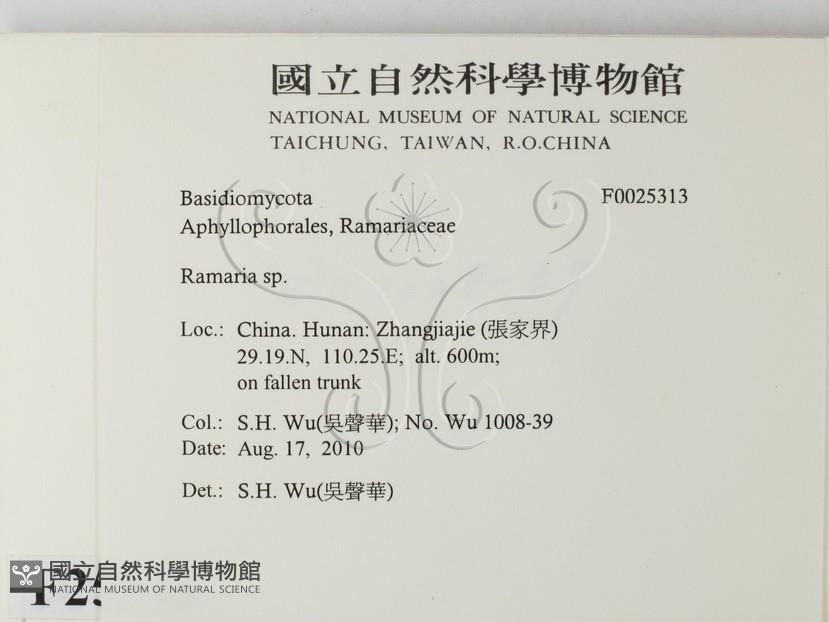 國立自然科學博物館
NATIONAL MUSEUM OF NATURAL SCIENCE
TAICHUNG, TAIWAN, R.O.CHINA
Basidiomycota F0025313
Aphyllophorales, Ramariaceae
Ramaria sp.
Loc.: China. Hunan: Zhangjiajie (張家界)
29.19.N, 110.25.E; alt. 600m;
on fallen trunk
Col.: S.H. Wu(吳聲華); No. Wu 1008-39
Date: Aug. 17, 2010
Det.: S.H. Wu(吳聲華)
國立自然科學博物館
NATIONAL MUSEUM OF NATURAL SCIENCE